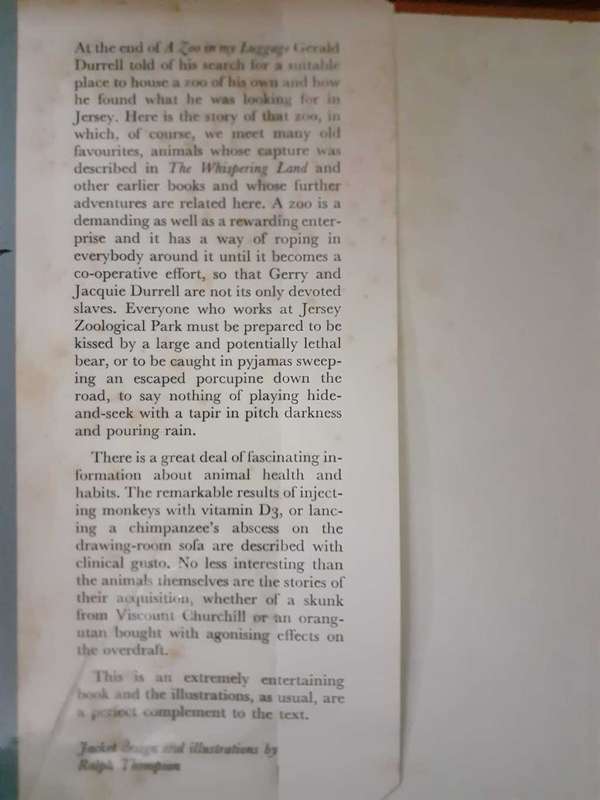 At the end of A Zoo in my Luggage Gerald
Durrell told of his search for a suitable
place to house a zoo of his own and how
he found what he was looking for in
Jersey. Here is the story of that zoo, in
which, of course, we meet many old
favourites, animals whose capture was
described in The Whispering Land and
other earlier books and whose further
adventures are related here. A zoo is a
demanding as well as a rewarding enter-
prise and it has a way of roping in
everybody around it until it becomes a
co-operative effort, so that Gerry and
Jacquie Durrell are not its only devoted
slaves. Everyone who works at Jersey
Zoological Park must be prepared to be
kissed by a large and potentially lethal
bear, or to be caught in pyjamas sweep-
ing an escaped porcupine down the
road, to say nothing of playing hide-
and-seek with a tapir in pitch darkness
and pouring rain.
There is a great deal of fascinating in-
formation about animal health and
habits. The remarkable results of inject-
ing monkeys with vitamin D3, or lanc-
ing a chimpanzee's abscess on the
drawing-room sofa are described with
clinical gusto. No less interesting than
the animals themselves are the stories of
their acquisition, whether of a skunk
from Viscount Churchill or an orang-
utan bought with agonising effects on
the overdraft.
This is an extremely entertaining
book and the illustrations, as usual, are
a perfect complement to the text.
Jacket design and illustrations by
Ralph Thompson